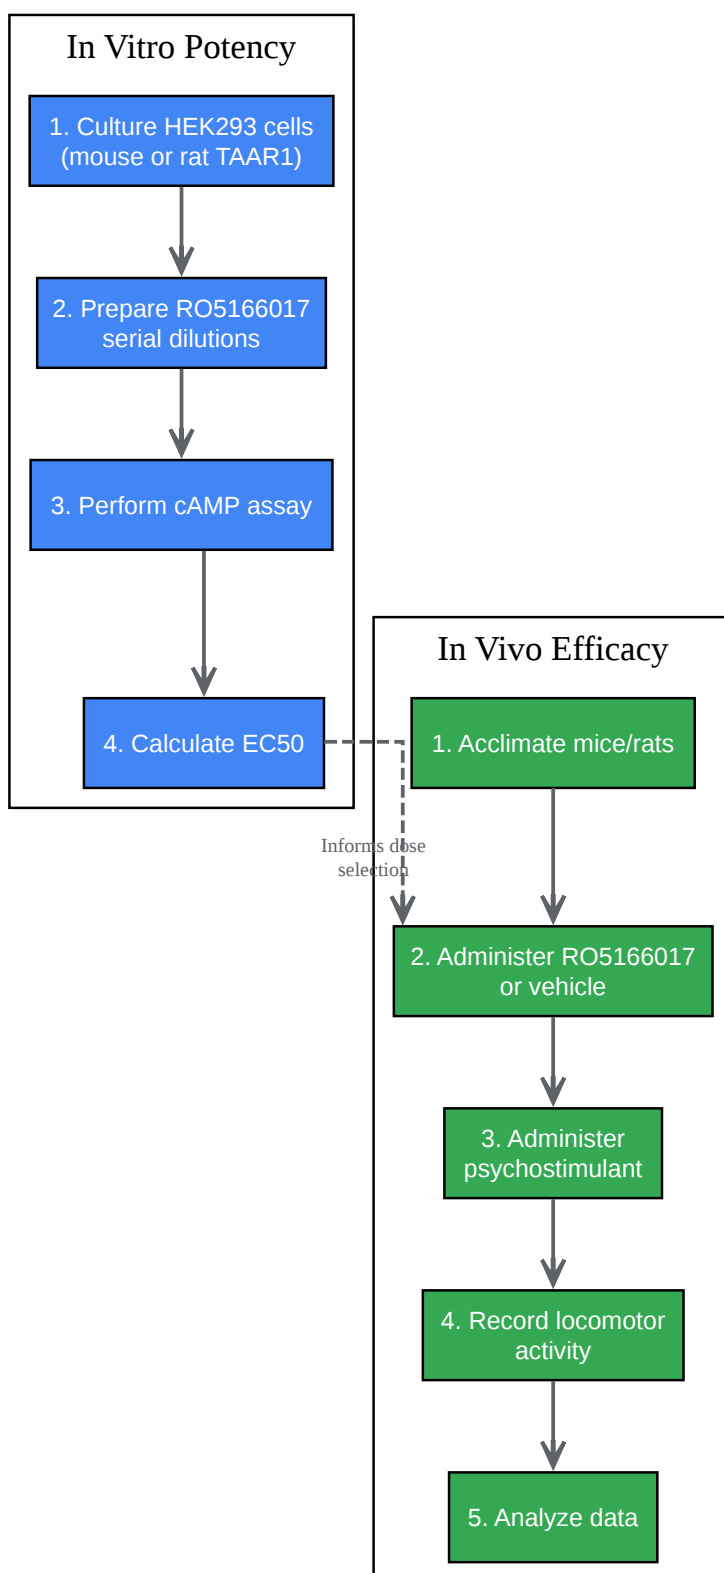 In Vitro Potency
1. Culture HEK293 cells
(mouse or rat TAAR1)
2. Prepare RO5166017
serial dilutions
3. Perform cAMP assay
4. Calculate EC50
Informs dose
selection
In Vivo Efficacy
1. Acclimate mice/rats
2. Administer RO5166017
or vehicle
3. Administer
psychostimulant
4. Record locomotor
activity
5. Analyze data